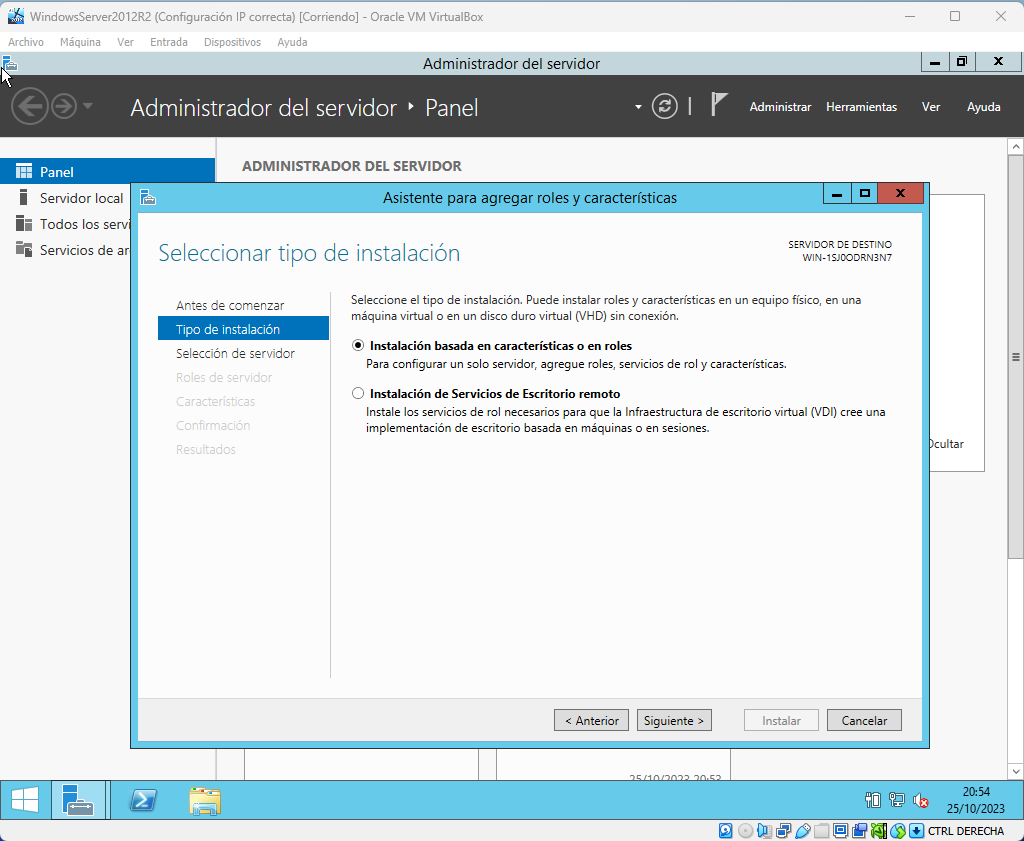 WindowsServer2012R2 (Configuración IP correcta) [Corriendo] - Oracle VM VirtualBox
Archivo Máquina Ver Entrada Dispositivos Ayuda
Administrador del servidor
Administrador del servidor Panel
Administrar Herramientas Ver Ayuda
Panel
Servidor local
Todos los servi
Servicios de ar
ADMINISTRADOR DEL SERVIDOR
Asistente para agregar roles y características
Seleccionar tipo de instalación
SERVIDOR DE DESTINO
WIN-1SJ0ODRN3N7
Antes de comenzar
Tipo de instalación
Selección de servidor
Roles de servidor
Características
Confirmación
Resultados
Seleccione el tipo de instalación. Puede instalar roles y características en un equipo físico, en una
máquina virtual o en un disco duro virtual (VHD) sin conexión.
Instalación basada en características o en roles
Para configurar un solo servidor, agregue roles, servicios de rol y características.
Instalación de Servicios de Escritorio remoto
Instale los servicios de rol necesarios para que la Infraestructura de escritorio virtual (VDI) cree una
implementación de escritorio basada en máquinas o en sesiones.
Ocultar
< Anterior Siguiente > Instalar Cancelar
25/10/2023 20:53
20:54
25/10/2023
CTRL DERECHA